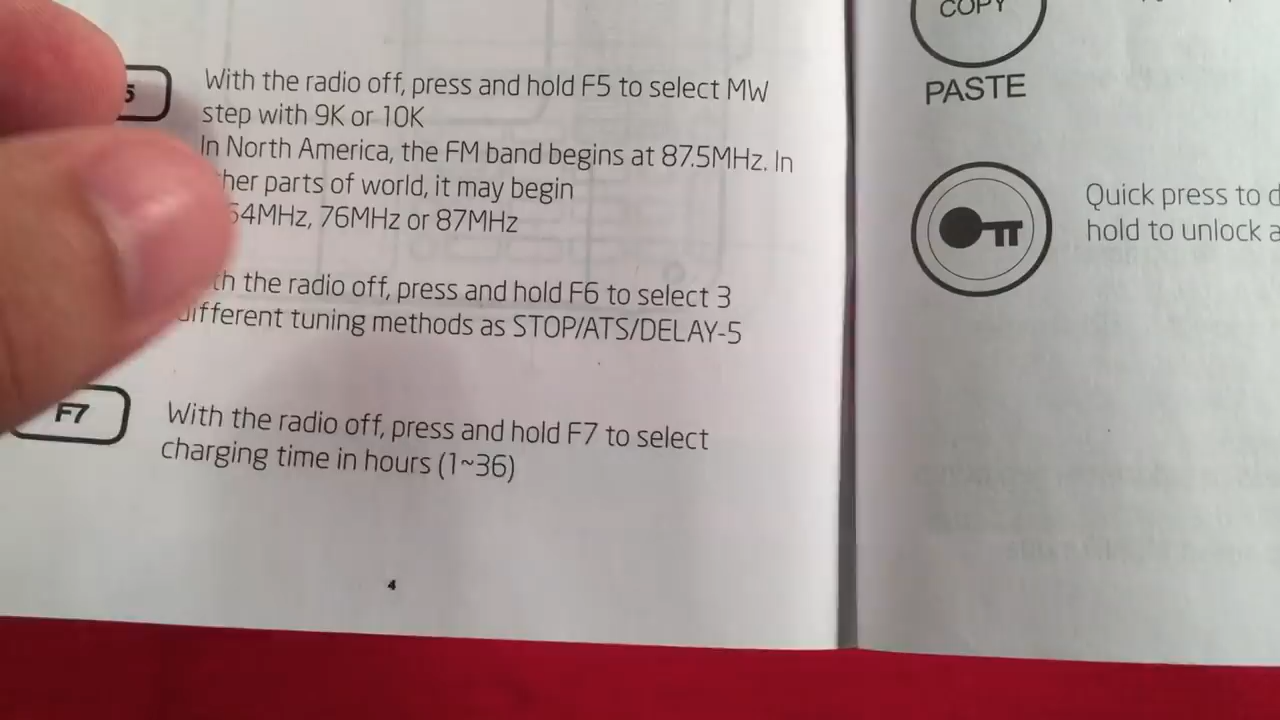 With the radio off, press and hold F5 to select MW
step with 9K or 10K
In North America, the FM band begins at 87.5MHz. In
parts of world, it may begin
64MHz, 76MHz or 87MHz
the radio off, press and hold F6 to select 3
different tuning methods as STOP/ATS/DELAY-5
F7
With the radio off, press and hold F7 to select
charging time in hours (1~36)
4
COPY
PASTE
Quick press to
hold to unlock